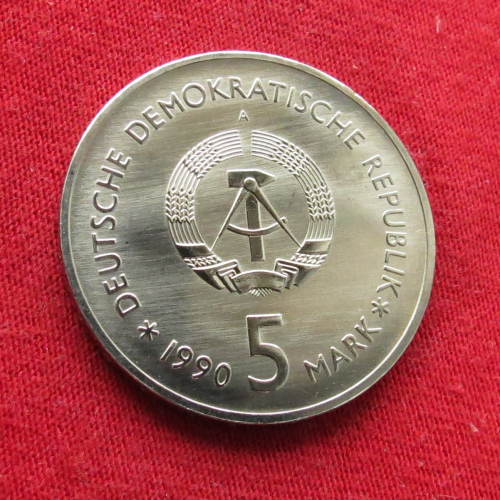 DEUTSCHE DEMOKRATISCHE REPUBLIK
A
5
* 1990 MARK *